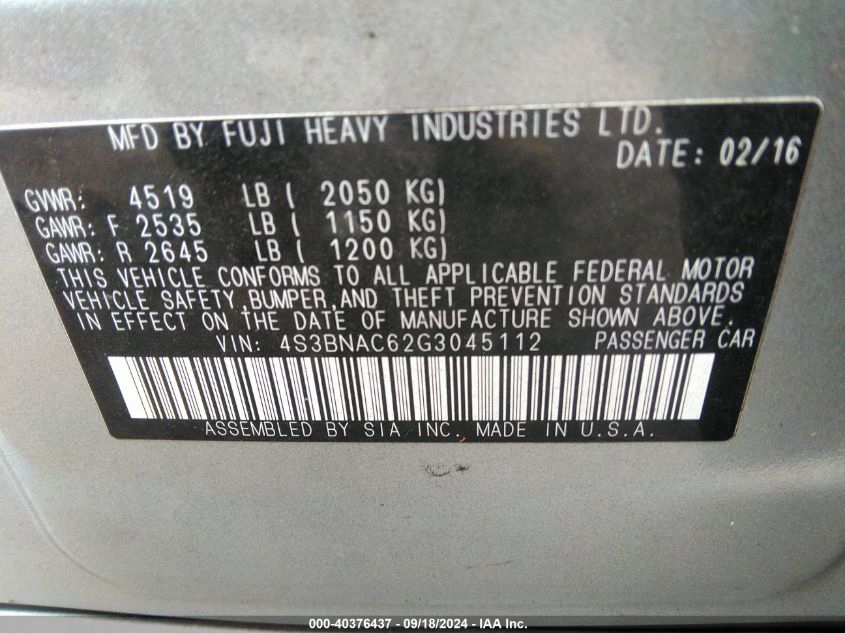 MFD BY FUJI HEAVY INDUSTRIES LTD.
DATE: 02/16
GVWR: 4519 LB ( 2050 KG)
GAWR: F 2535 LB ( 1150 KG)
GAWR: R 2645 LB ( 1200 KG)
THIS VEHICLE CONFORMS TO ALL APPLICABLE FEDERAL MOTOR
VEHICLE SAFETY, BUMPER, AND THEFT PREVENTION STANDARDS
IN EFFECT ON THE DATE OF MANUFACTURE SHOWN ABOVE.
VIN: 4S3BNAC62G3045112 PASSENGER CAR
ASSEMBLED BY SIA INC. MADE IN U.S.A.
000-40376437 - 09/18/2024 - IAA Inc.